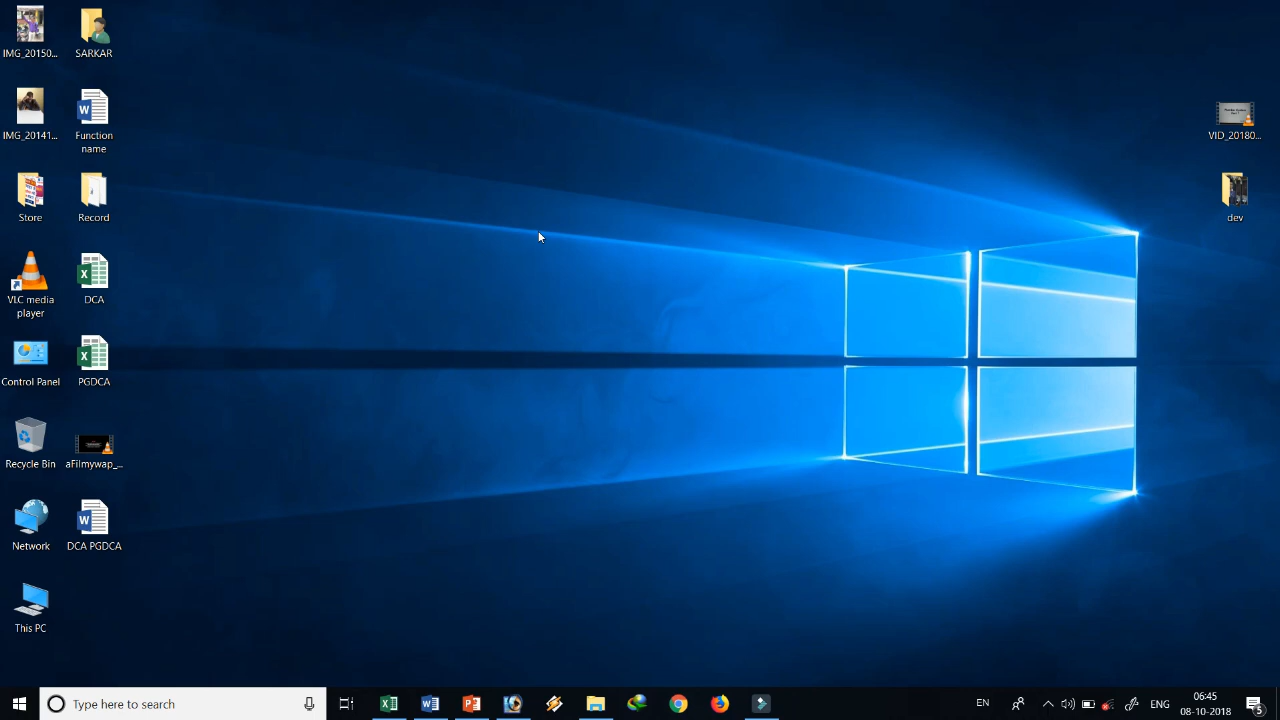 IMG_20150...
SARKAR
IMG_20141...
Function
name
VID_20180...
Store
Record
dev
VLC media
player
DCA
Control Panel
PGDCA
Recycle Bin
aFilmywap_...
Network
DCA PGDCA
This PC
Type here to search
EN
ENG
06:45
08-10-2018
5